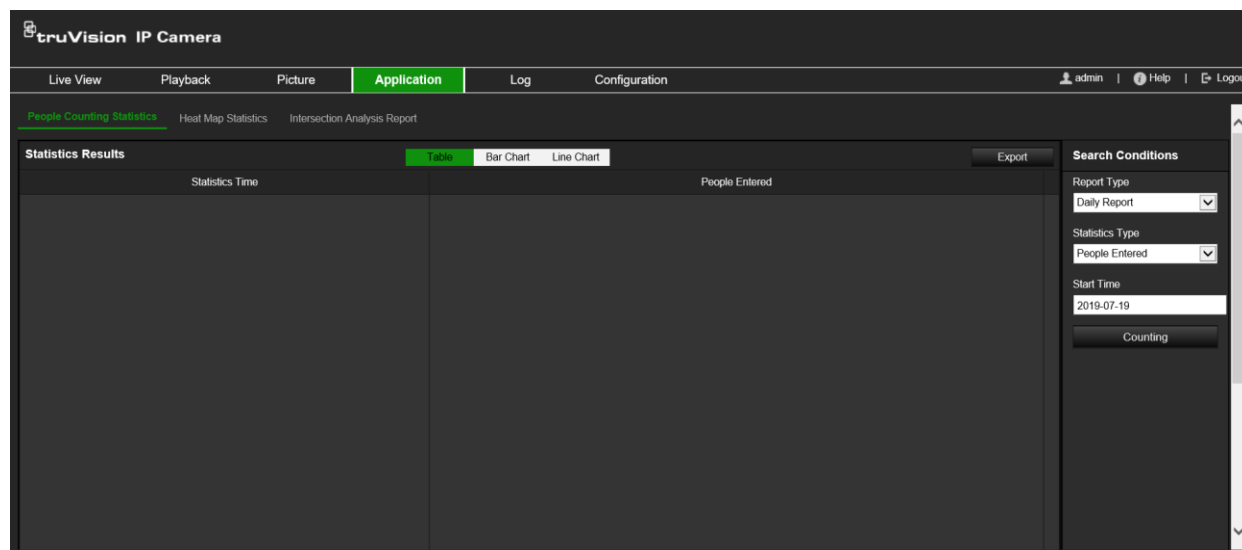 truVision IP Camera
Live View Playback Picture Application Log Configuration admin | Help | Logou
People Counting Statistics Heat Map Statistics Intersection Analysis Report
Statistics Results Table Bar Chart Line Chart Export Search Conditions
Statistics Time People Entered Report Type
Daily Report
Statistics Type
People Entered
Start Time
2019-07-19
Counting